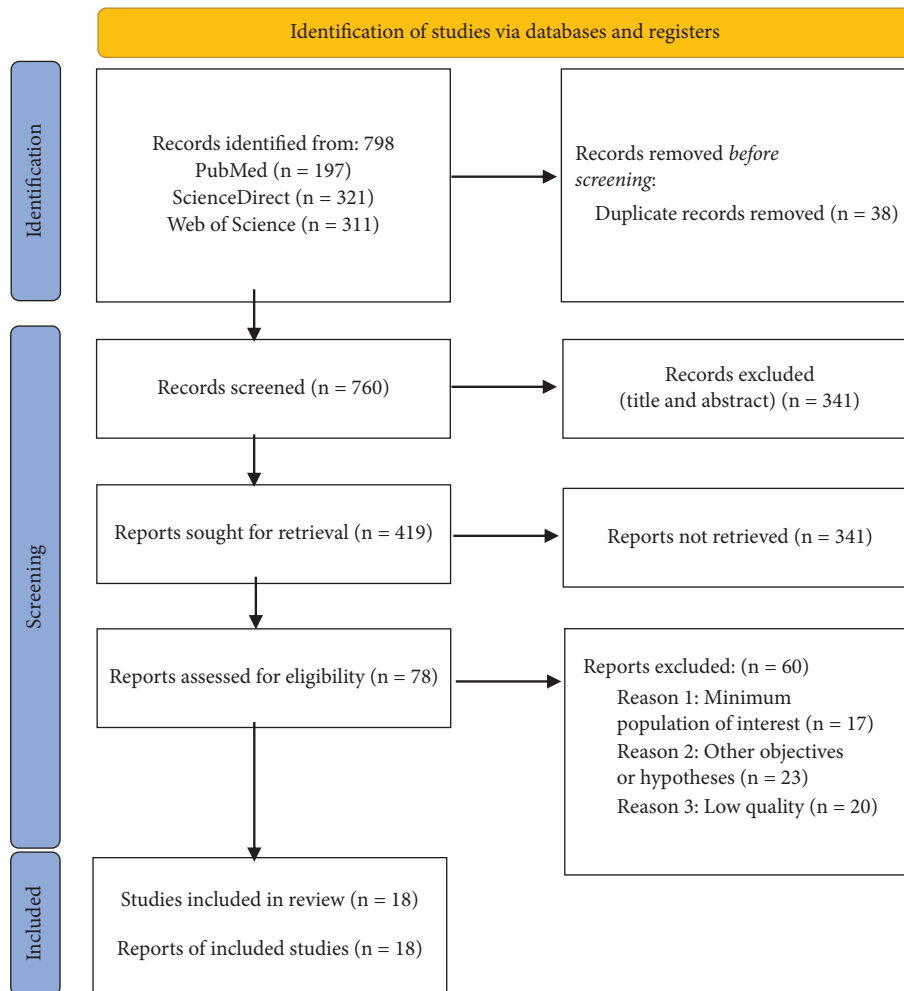 Identification of studies via databases and registers
Identification
Records identified from: 798
PubMed (n = 197)
ScienceDirect (n = 321)
Web of Science (n = 311)
Records removed before
screening:
Duplicate records removed (n = 38)
Screening
Records screened (n = 760)
Records excluded
(title and abstract) (n = 341)
Reports sought for retrieval (n = 419)
Reports not retrieved (n = 341)
Reports assessed for eligibility (n = 78)
Reports excluded: (n = 60)
Reason 1: Minimum
population of interest (n = 17)
Reason 2: Other objectives
or hypotheses (n = 23)
Reason 3: Low quality (n = 20)
Included
Studies included in review (n = 18)
Reports of included studies (n = 18)